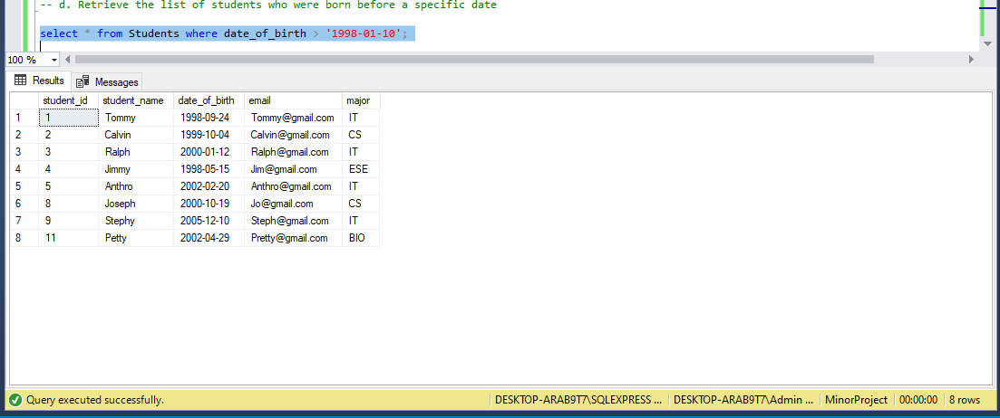 -- d. Retrieve the list of students who were born before a specific date
select * from Students where date_of_birth > '1998-01-10';
100 %
Results Messages
student_id student_name date_of_birth email major
1 1 Tommy 1998-09-24 Tommy@gmail.com IT
2 2 Calvin 1999-10-04 Calvin@gmail.com CS
3 3 Ralph 2000-01-12 Ralph@gmail.com IT
4 4 Jimmy 1998-05-15 Jim@gmail.com ESE
5 5 Anthro 2002-02-20 Anthro@gmail.com IT
6 8 Joseph 2000-10-19 Jo@gmail.com CS
7 9 Stephy 2005-12-10 Steph@gmail.com IT
8 11 Petty 2002-04-29 Pretty@gmail.com BIO
Query executed successfully. DESKTOP-ARAB9T7\SQLEXPRESS ... DESKTOP-ARAB9T7\Admin ... MinorProject 00:00:00 8 rows